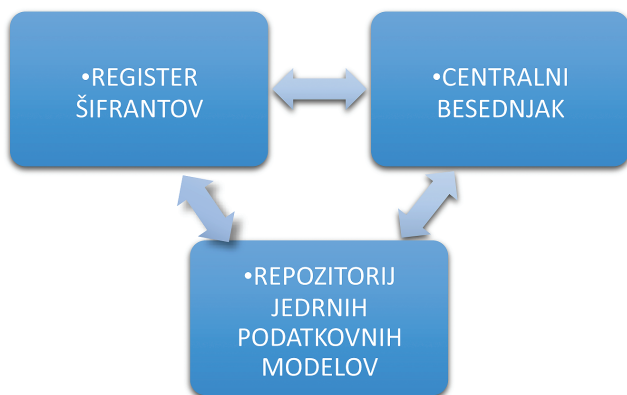 •REGISTER
ŠIFRANTOV
•CENTRALNI
BESEDNJAK
•REPOZITORIJ
JEDRNIH
PODATKOVNIH
MODELOV